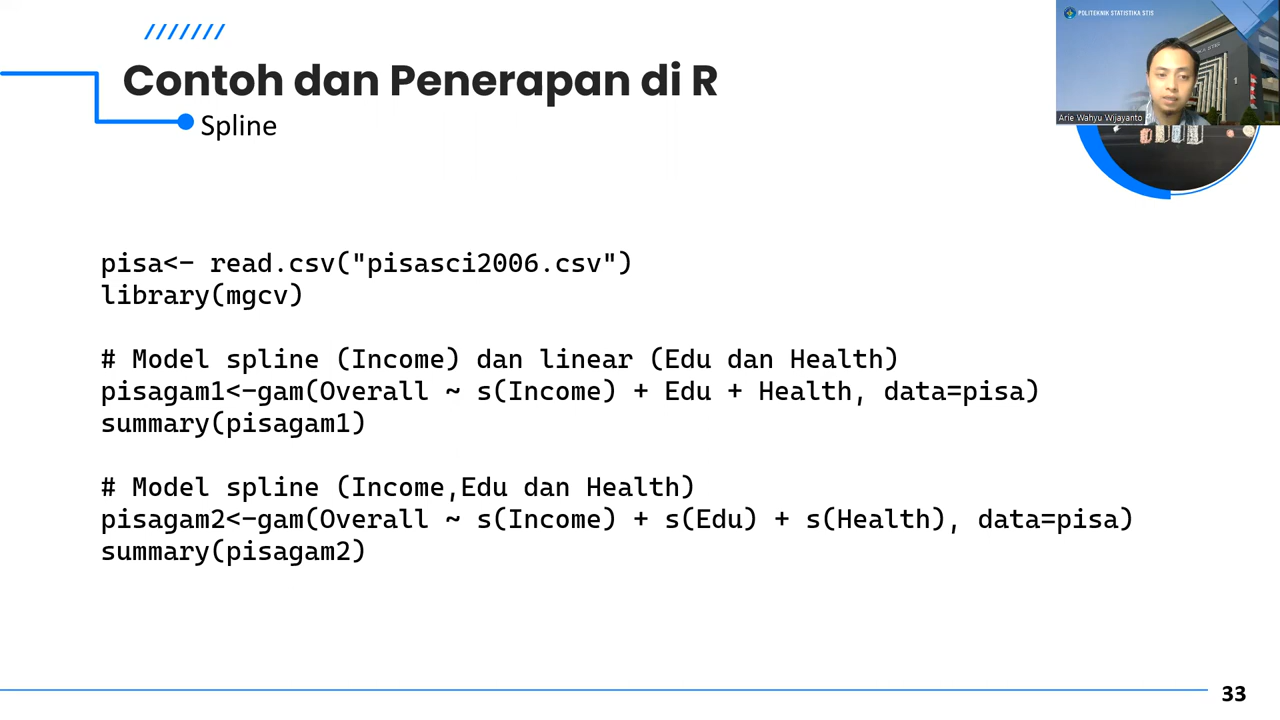 Contoh dan Penerapan di R
Spline
POLITEKNIK STATISTIKA STIS
Arie Wahyu Wijayanto
pisa<- read.csv("pisasci2006.csv")
library(mgcv)
# Model spline (Income) dan linear (Edu dan Health)
pisagam1<-gam(Overall ~ s(Income) + Edu + Health, data=pisa)
summary(pisagam1)
# Model spline (Income,Edu dan Health)
pisagam2<-gam(Overall ~ s(Income) + s(Edu) + s(Health), data=pisa)
summary(pisagam2)
33